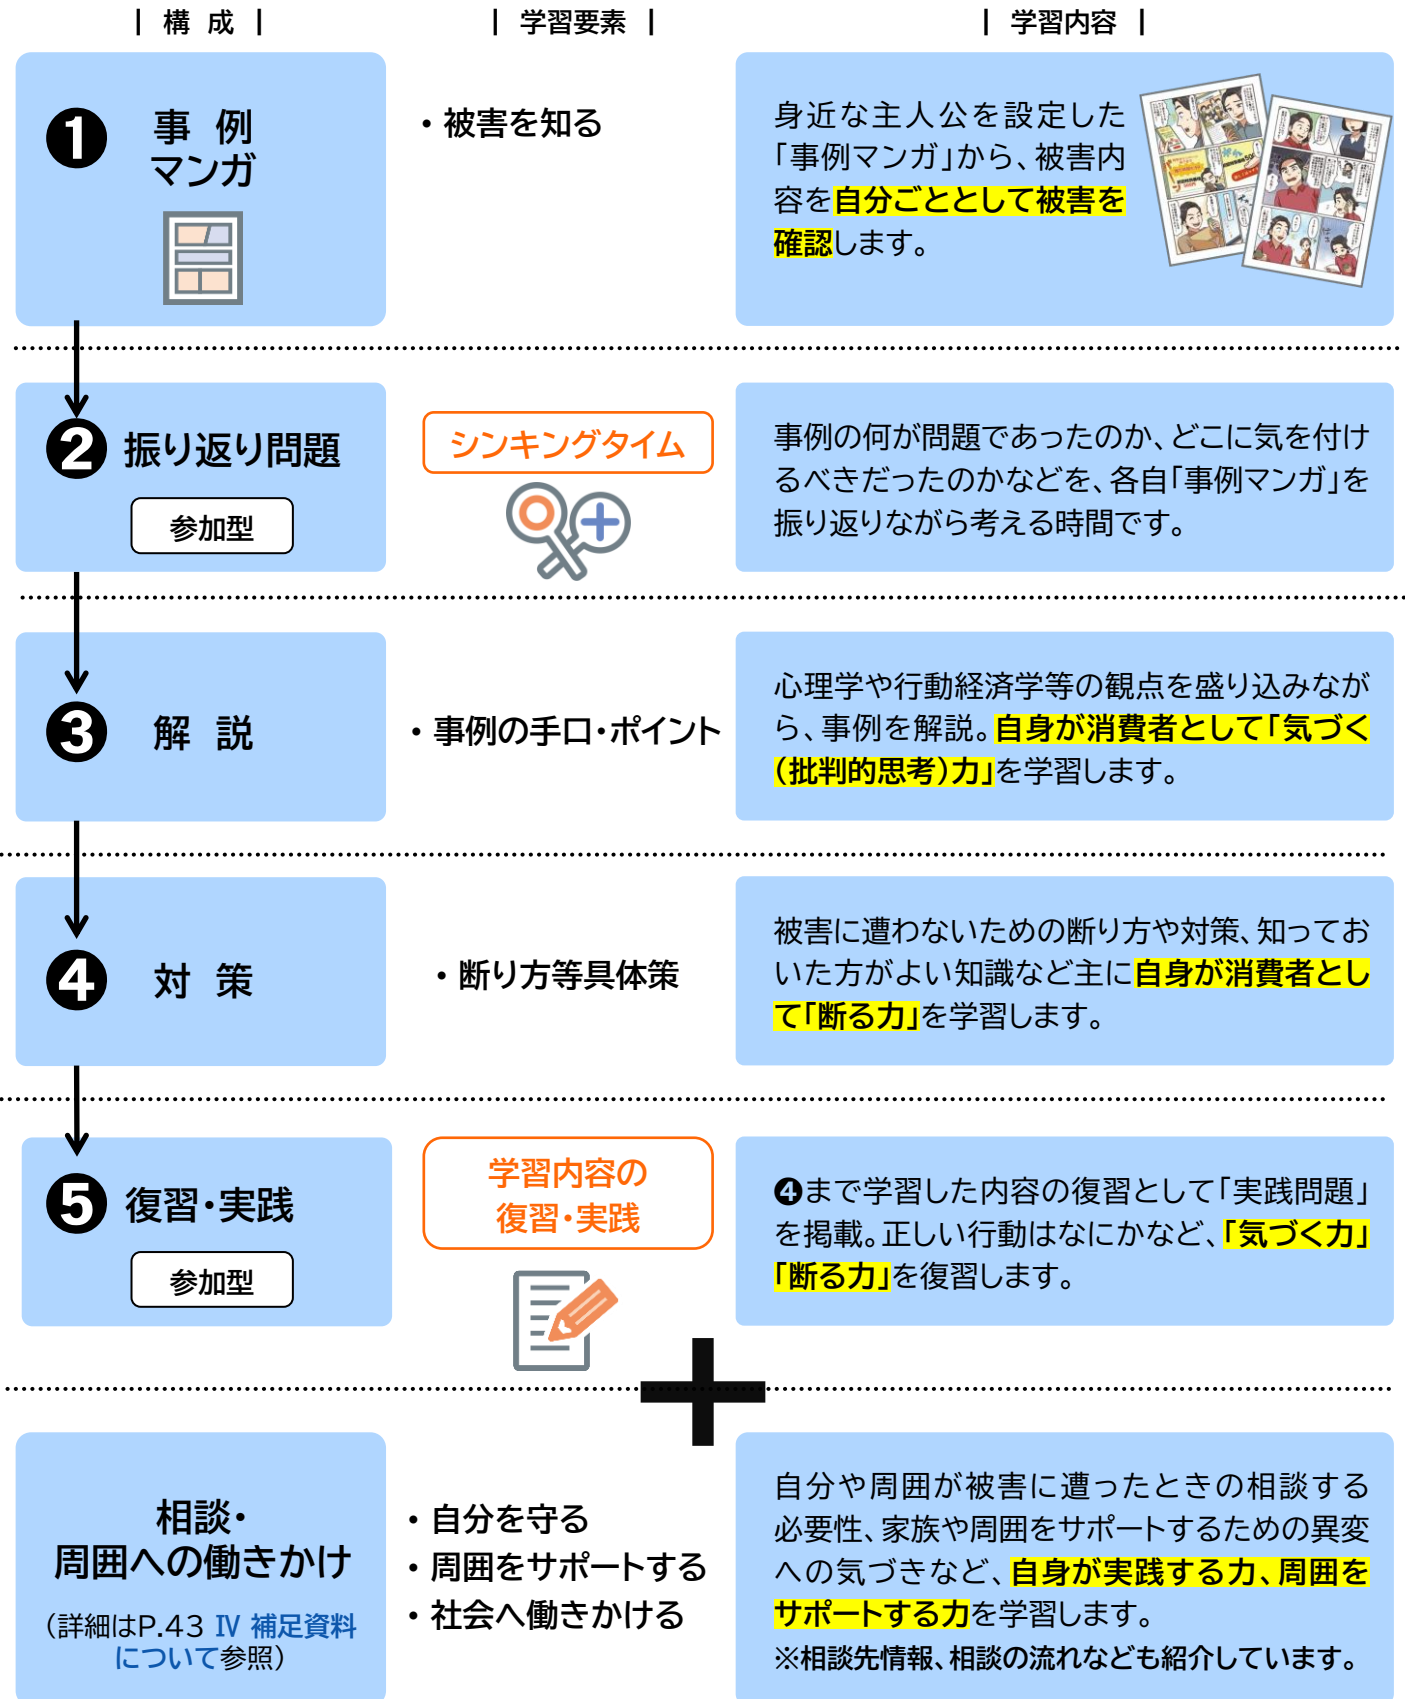 | 構 成 |
| 学習要素 |
| 学習内容 |
❶ 事 例
マンガ
・被害を知る
身近な主人公を設定した
「事例マンガ」から、被害内
容を自分ごととして被害を
確認します。
❷ 振り返り問題
参加型
シンキングタイム
事例の何が問題であったのか、どこに気を付け
るべきだったのかなどを、各自「事例マンガ」を
振り返りながら考える時間です。
❸ 解 説
・事例の手口・ポイント
心理学や行動経済学等の観点を盛り込みなが
ら、事例を解説。自身が消費者として「気づく
(批判的思考)力」を学習します。
❹ 対 策
・断り方等具体策
被害に遭わないための断り方や対策、知ってお
いた方がよい知識など主に自身が消費者とし
て「断る力」を学習します。
❺ 復習・実践
参加型
学習内容の
復習・実践
❹まで学習した内容の復習として「実践問題」
を掲載。正しい行動はなにかなど、「気づく力」
「断る力」を復習します。
相談・
周囲への働きかけ
(詳細はP.43 Ⅳ 補足資料
について参照)
・自分を守る
・周囲をサポートする
・社会へ働きかける
自分や周囲が被害に遭ったときの相談する
必要性、家族や周囲をサポートするための異変
への気づきなど、自身が実践する力、周囲を
サポートする力を学習します。
※相談先情報、相談の流れなども紹介しています。